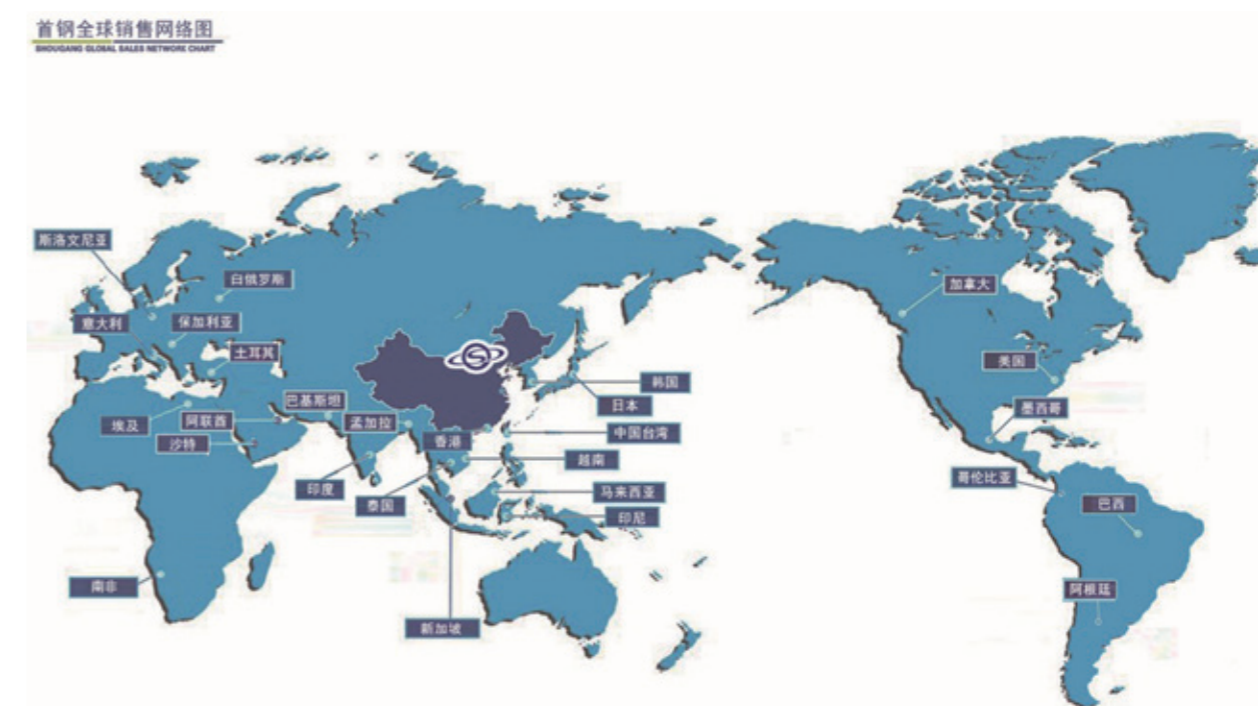 首钢全球销售网络图
SHOUGANG GLOBAL SALES NETWORK CHART
斯洛文尼亚
白俄罗斯
加拿大
意大利
保加利亚
土耳其
美国
韩国
巴基斯坦
日本
墨西哥
埃及
阿联酋
孟加拉
沙特
香港
中国台湾
越南
哥伦比亚
印度
马来西亚
泰国
巴西
印尼
南非
阿根廷
新加坡